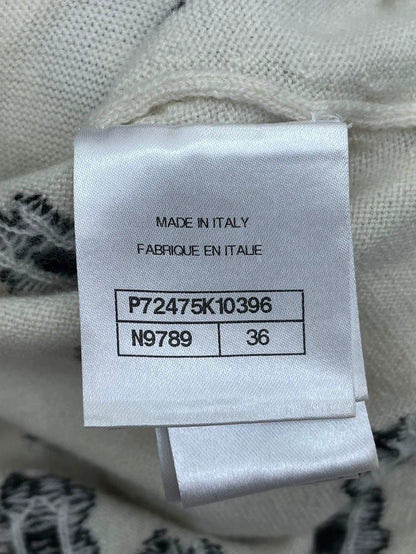 MADE IN ITALY
FABRIQUE EN ITALIE
P72475K10396
N9789 36